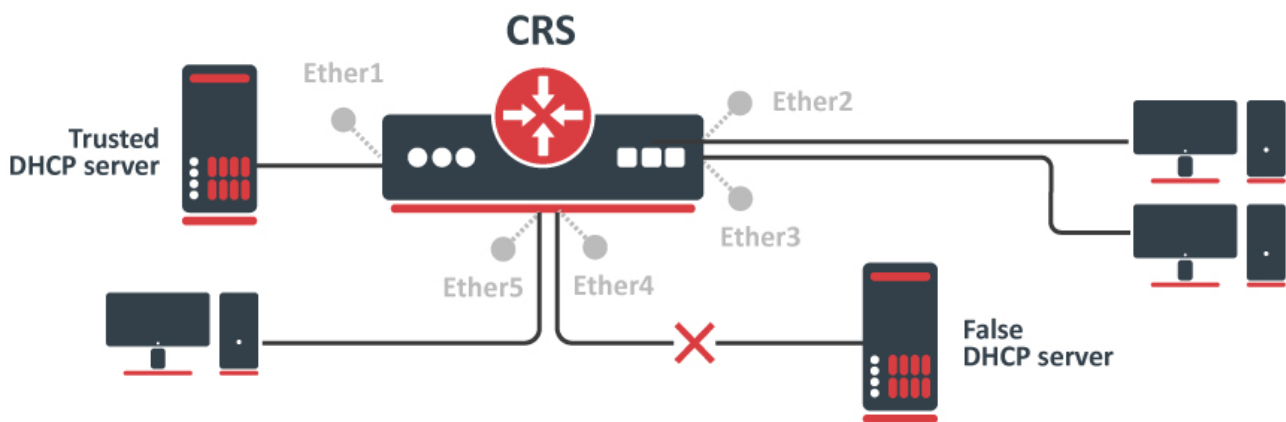 CRS
Ether1
Ether2
Trusted
DHCP server
Ether3
Ether5
Ether4
False
DHCP server